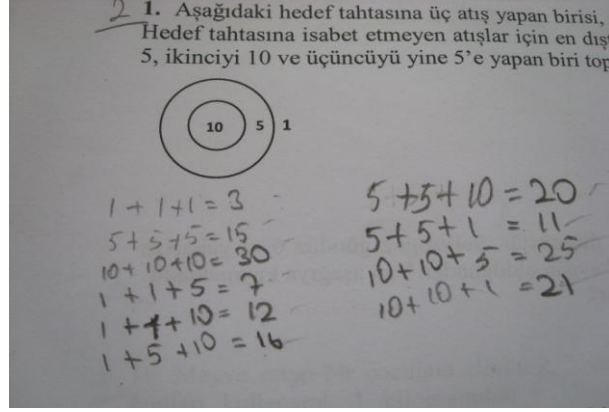 2 1. Aşağıdaki hedef tahtasına üç atış yapan birisi,
Hedef tahtasına isabet etmeyen atışlar için en
5, ikinciyi 10 ve üçüncüyü yine 5'e yapan biri
10 5 1
1 + 1 + 1 = 3
5 + 5 + 5 = 15
10 + 10 + 10 = 30
1 + 1 + 5 = 7
1 + 1 + 10 = 12
1 + 5 + 10 = 16
5 + 5 + 10 = 20
5 + 5 + 1 = 11
10 + 10 + 5 = 25
10 + 10 + 1 = 21